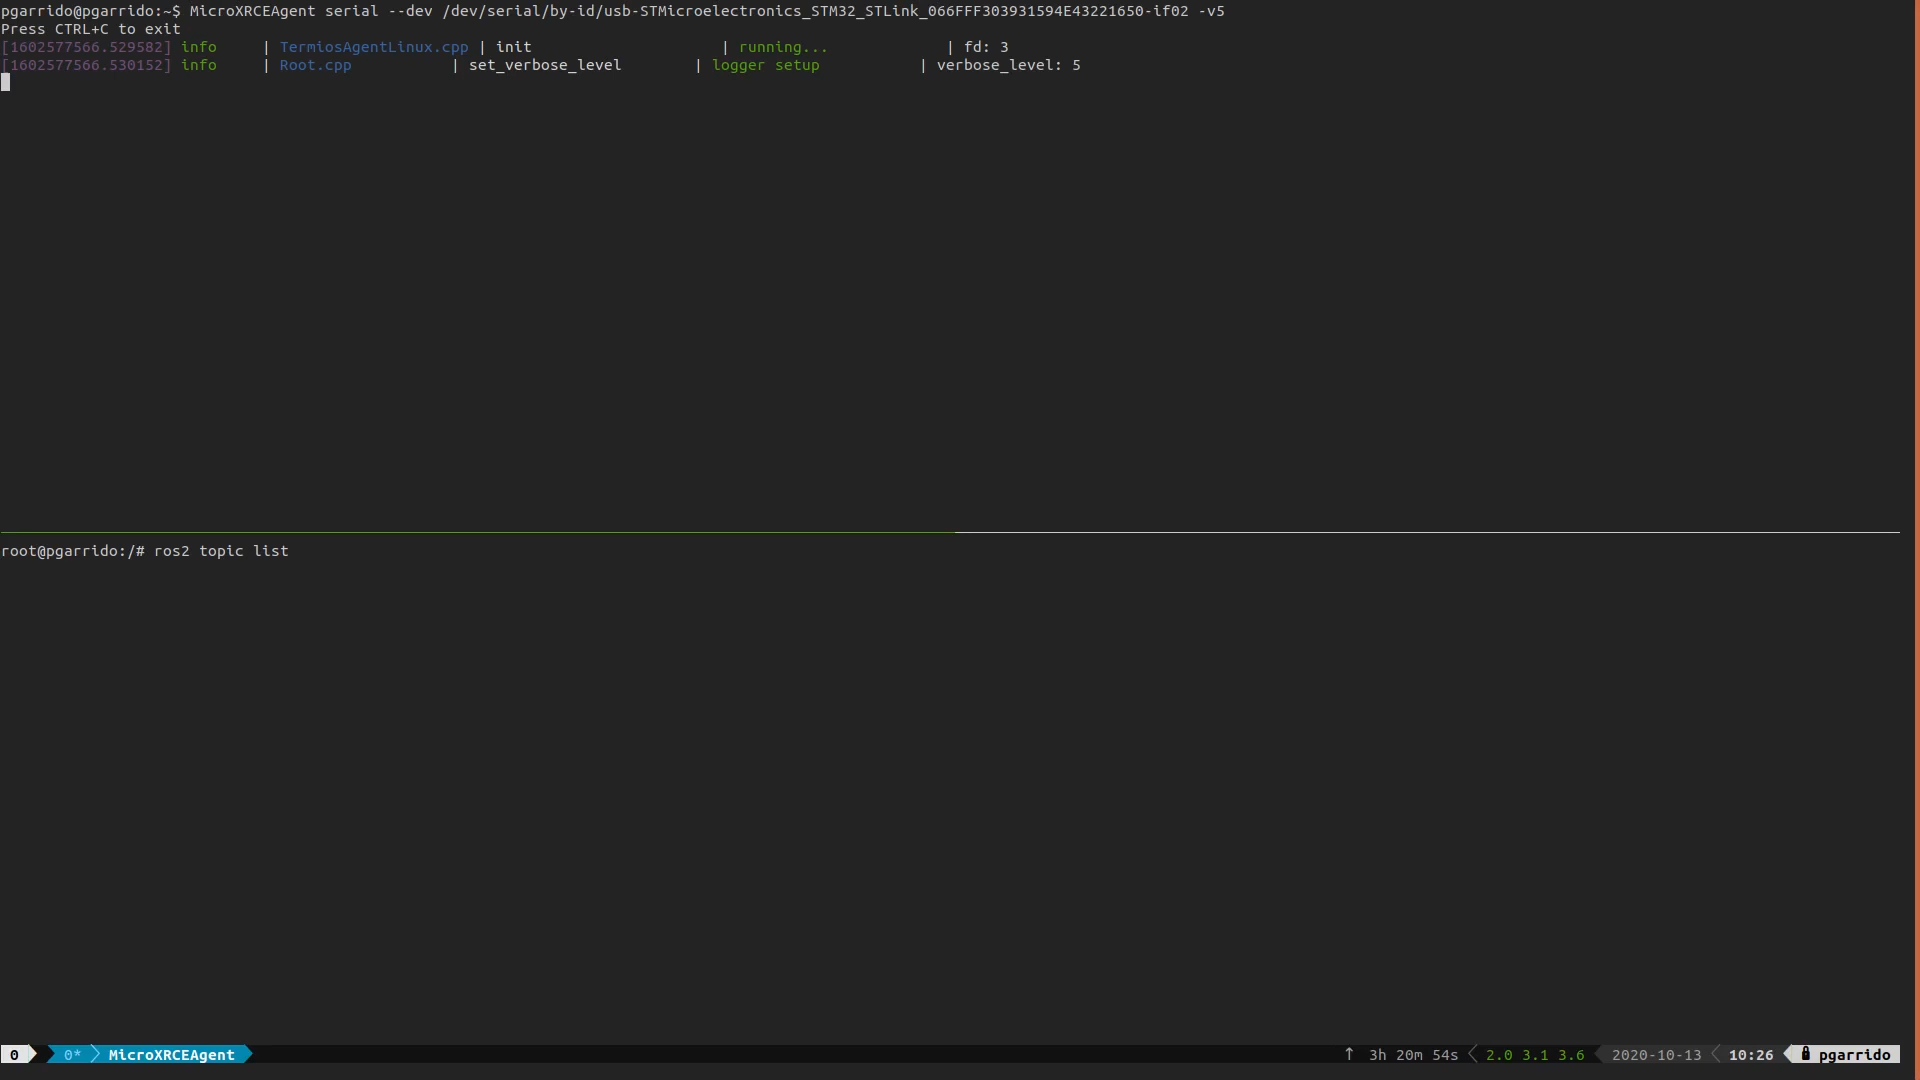 pgarrido@pgarrido:~$ MicroXRCEAgent serial --dev /dev/serial/by-id/usb-STMicroelectronics_STM32_STLink_066FFF303931594E43221650-if02 -v5
Press CTRL+C to exit
[1602577566.529582] info | TermiosAgentLinux.cpp | init | running... | fd: 3
[1602577566.530152] info | Root.cpp | set_verbose_level | logger setup | verbose_level: 5
root@pgarrido:/# ros2 topic list
0 0* MicroXRCEAgent ↑ 3h 20m 54s 2.0 3.1 3.6 2020-10-13 10:26 pgarrido